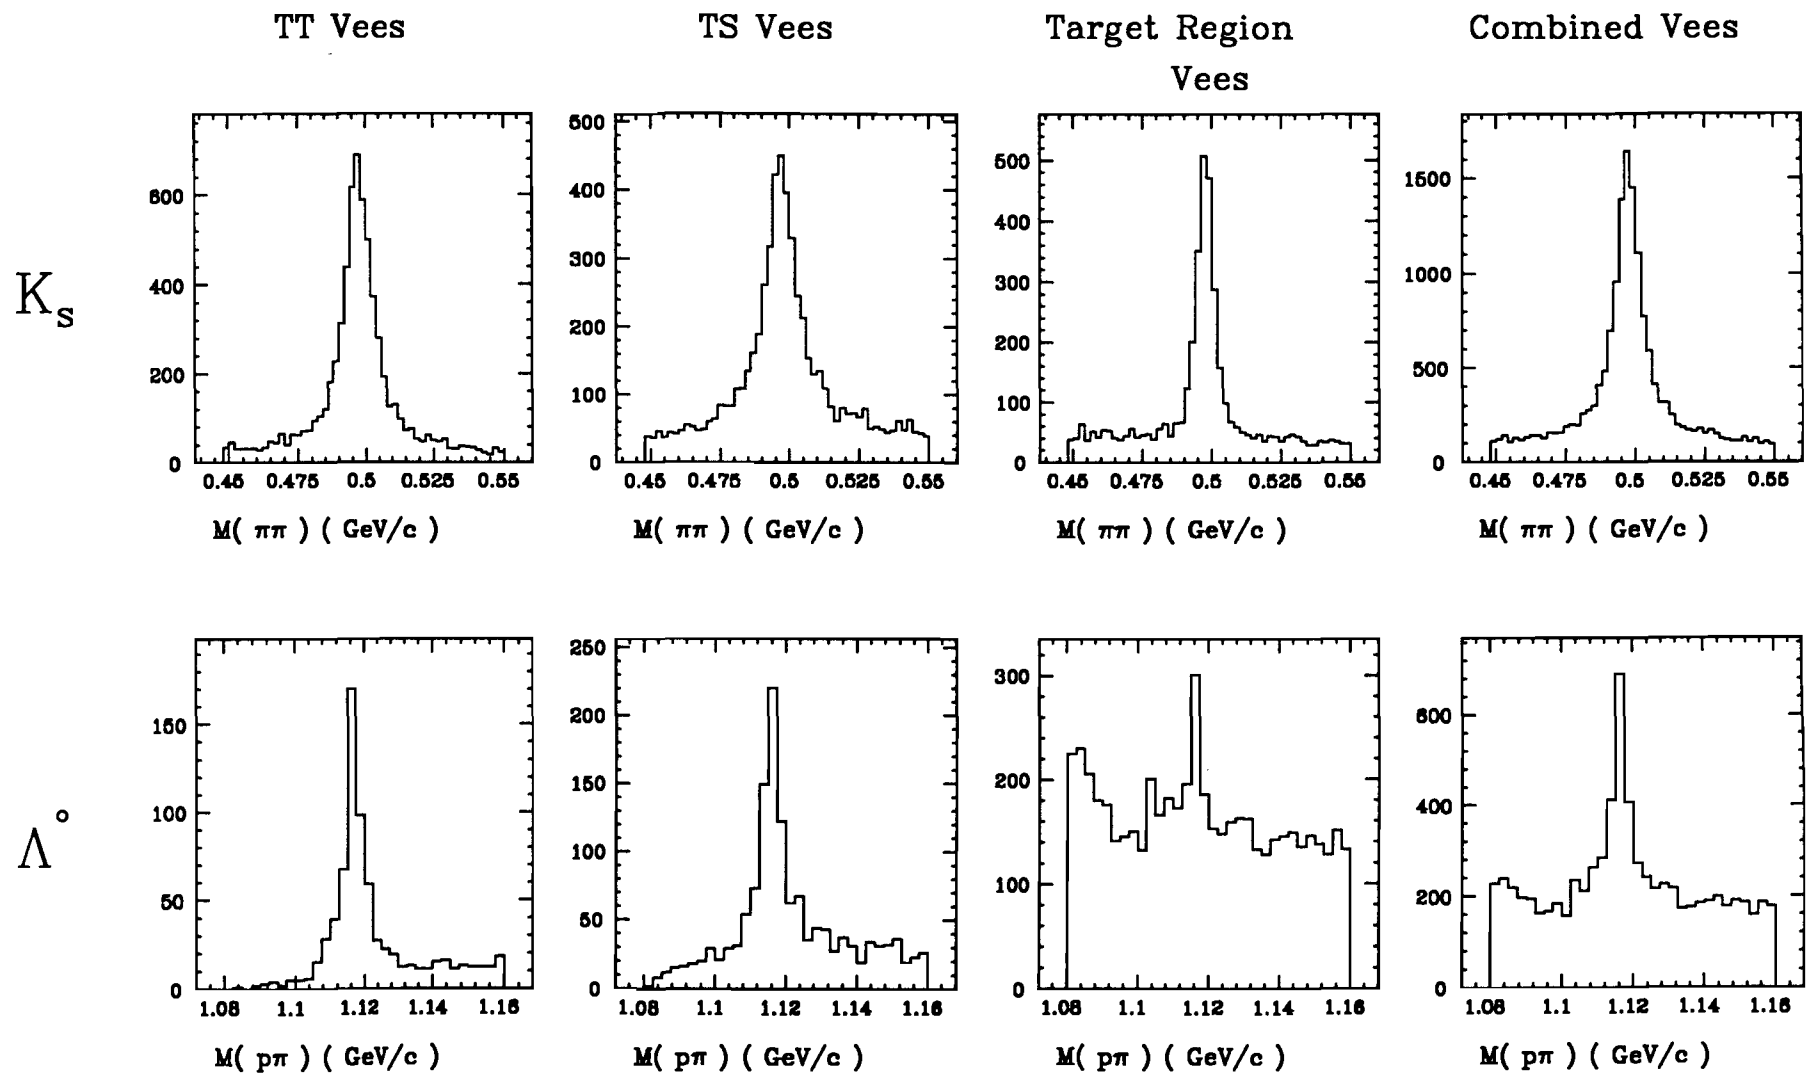 TT Vees
TS Vees
Target Region
Vees
Combined Vees
K_s
600
400
200
0
0.45 0.475 0.5 0.525 0.55
M( ππ ) ( GeV/c )
500
400
300
200
100
0
0.45 0.475 0.5 0.525 0.55
M( ππ ) ( GeV/c )
500
400
300
200
100
0
0.45 0.475 0.5 0.525 0.55
M( ππ ) ( GeV/c )
1500
1000
500
0
0.45 0.475 0.5 0.525 0.55
M( ππ ) ( GeV/c )
Λ°
150
100
50
0
1.08 1.1 1.12 1.14 1.16
M( pπ ) ( GeV/c )
250
200
150
100
50
0
1.08 1.1 1.12 1.14 1.16
M( pπ ) ( GeV/c )
300
200
100
0
1.08 1.1 1.12 1.14 1.16
M( pπ ) ( GeV/c )
600
400
200
0
1.08 1.1 1.12 1.14 1.16
M( pπ ) ( GeV/c )